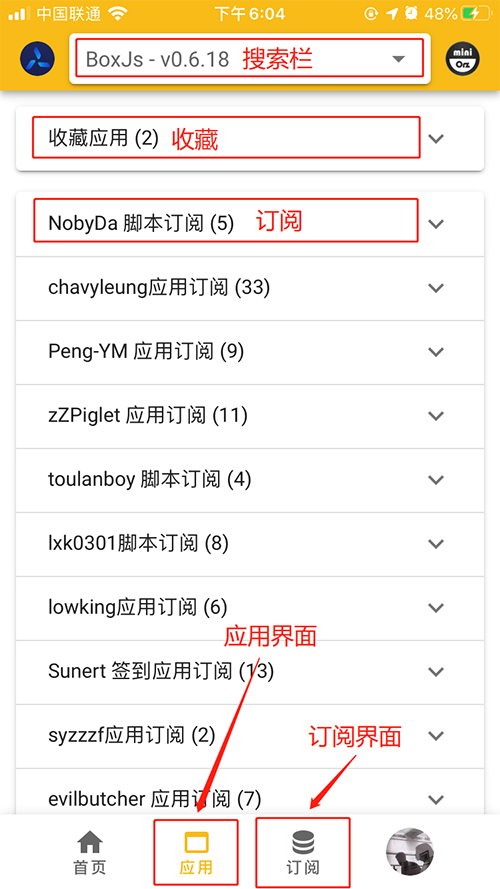 中国联通 下午6:04 48%
BoxJs - v0.6.18 搜索栏 mini Orz
收藏应用 (2) 收藏
NobyDa 脚本订阅 (5) 订阅
chavyleung应用订阅 (33)
Peng-YM 应用订阅 (9)
zZPiglet 应用订阅 (11)
toulanboy 脚本订阅 (4)
lxk0301脚本订阅 (8)
lowking应用订阅 (6)
应用界面
Sunert 签到应用订阅 (13)
syzzzf应用订阅 (2)
订阅界面
evilbutcher 应用订阅 (7)
首页 应用 订阅